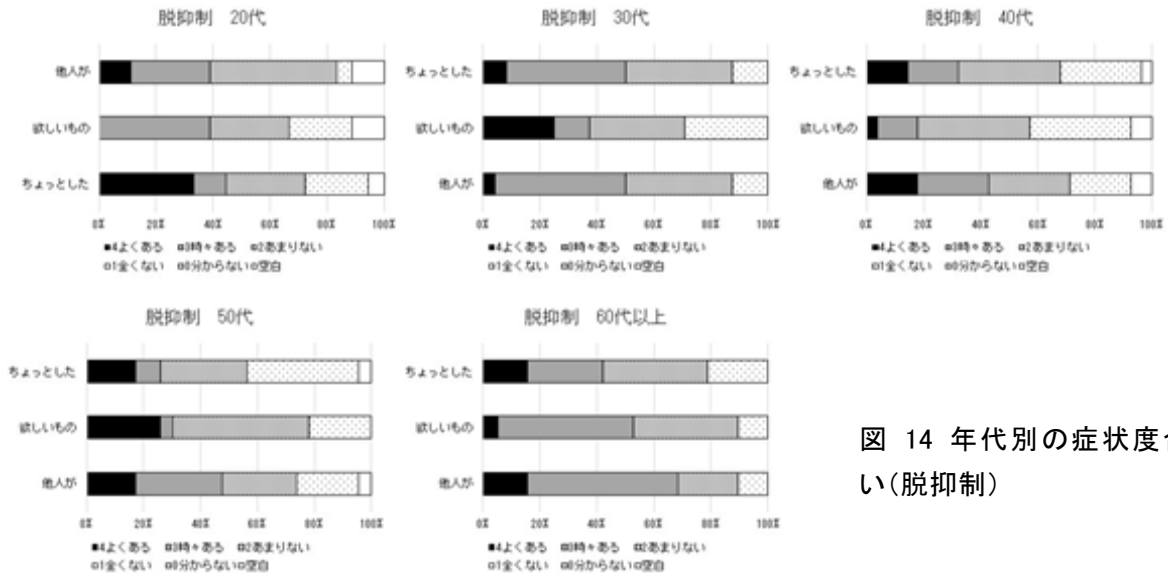 脱抑制 20代
他人が
欲しいもの
ちょっとした
0% 20% 40% 60% 80% 100%
■4よくある ■3時々ある ■2あまりない
□1全くない □0分からない □空白
脱抑制 30代
ちょっとした
欲しいもの
他人が
0% 20% 40% 60% 80% 100%
■4よくある ■3時々ある ■2あまりない
□1全くない □0分からない □空白
脱抑制 40代
ちょっとした
欲しいもの
他人が
0% 20% 40% 60% 80% 100%
■4よくある ■3時々ある ■2あまりない
□1全くない □0分からない □空白
脱抑制 50代
ちょっとした
欲しいもの
他人が
0% 20% 40% 60% 80% 100%
■4よくある ■3時々ある ■2あまりない
□1全くない □0分からない □空白
脱抑制 60代以上
ちょっとした
欲しいもの
他人が
0% 20% 40% 60% 80% 100%
■4よくある ■3時々ある ■2あまりない
□1全くない □0分からない □空白
図 14 年代別の症状度合
い(脱抑制)